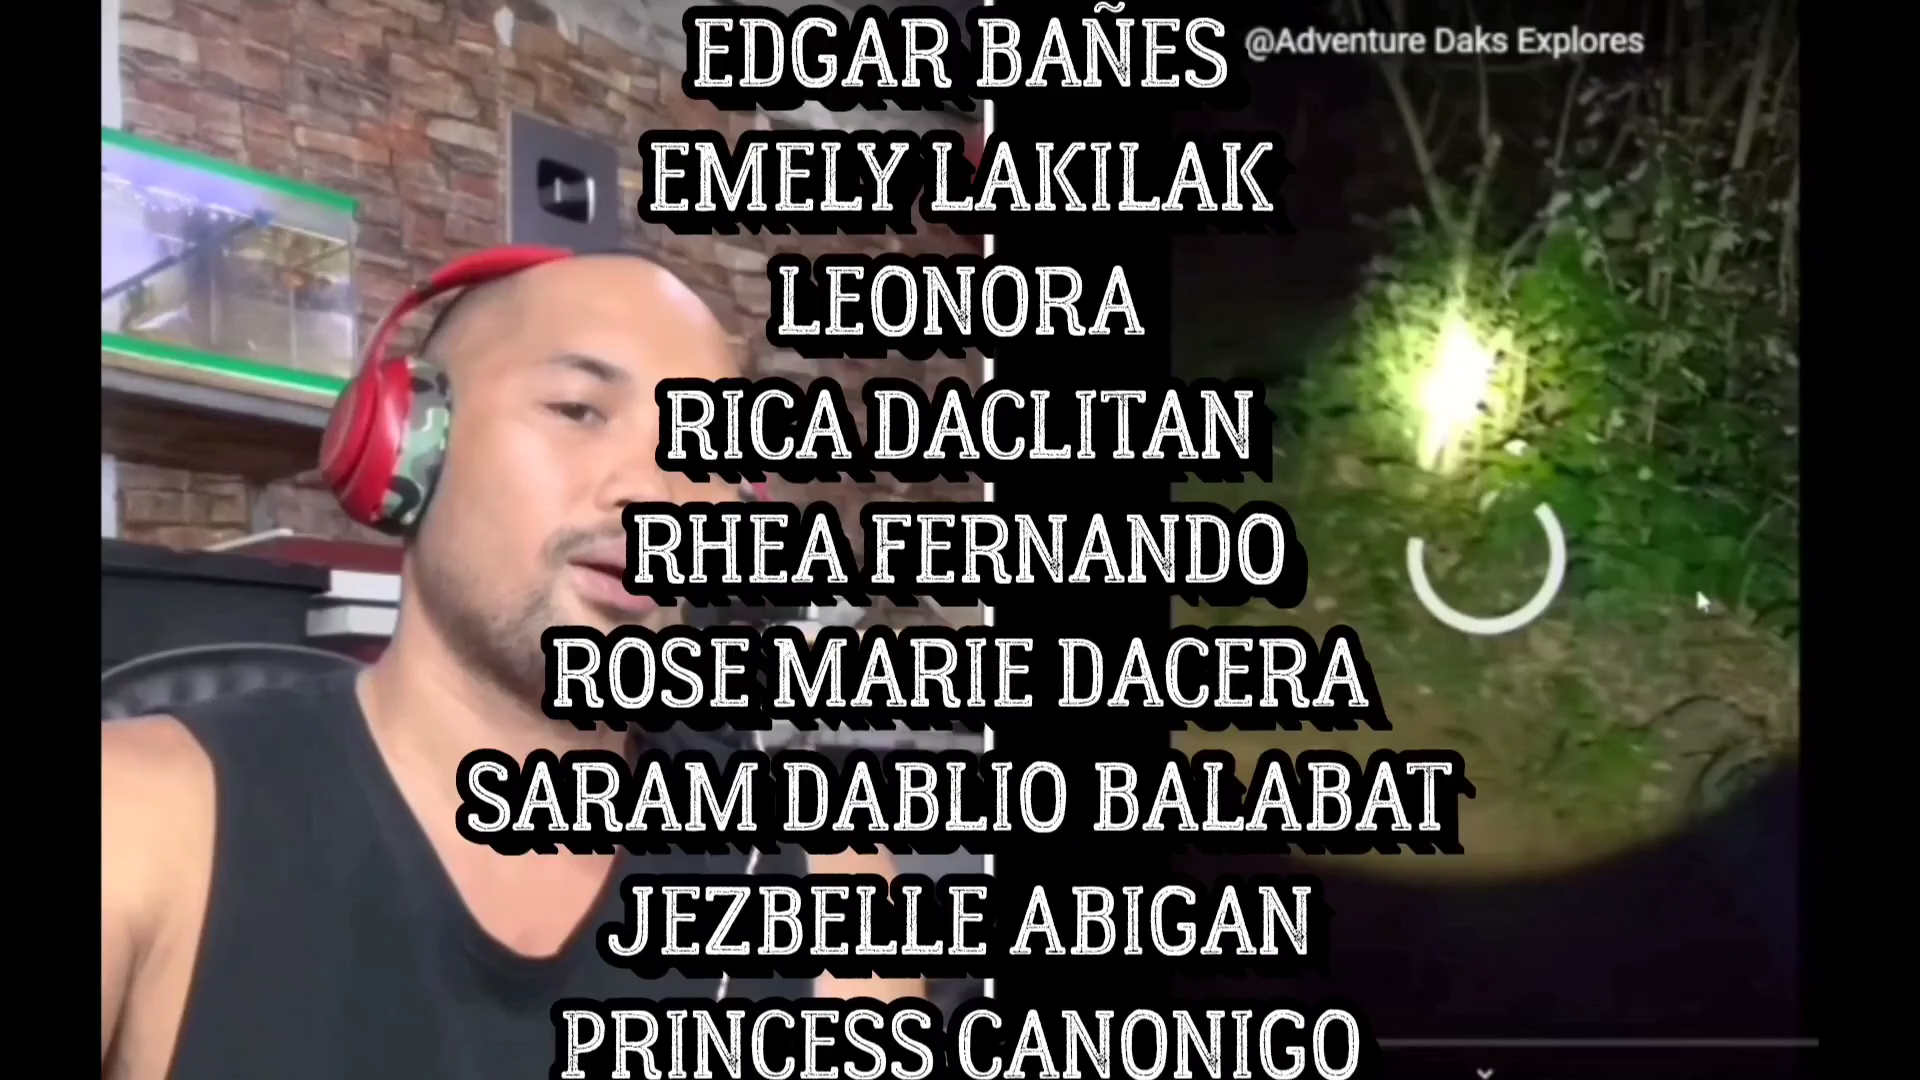 EDGAR BAÑES
@Adventure Daks Explores
EMELY LAKILAK
LEONORA
RICA DACLITAN
RHEA FERNANDO
ROSE MARIE DACERA
SARAM DABLIO BALABAT
JEZBELLE ABIGAN
PRINCESS CANONIGO